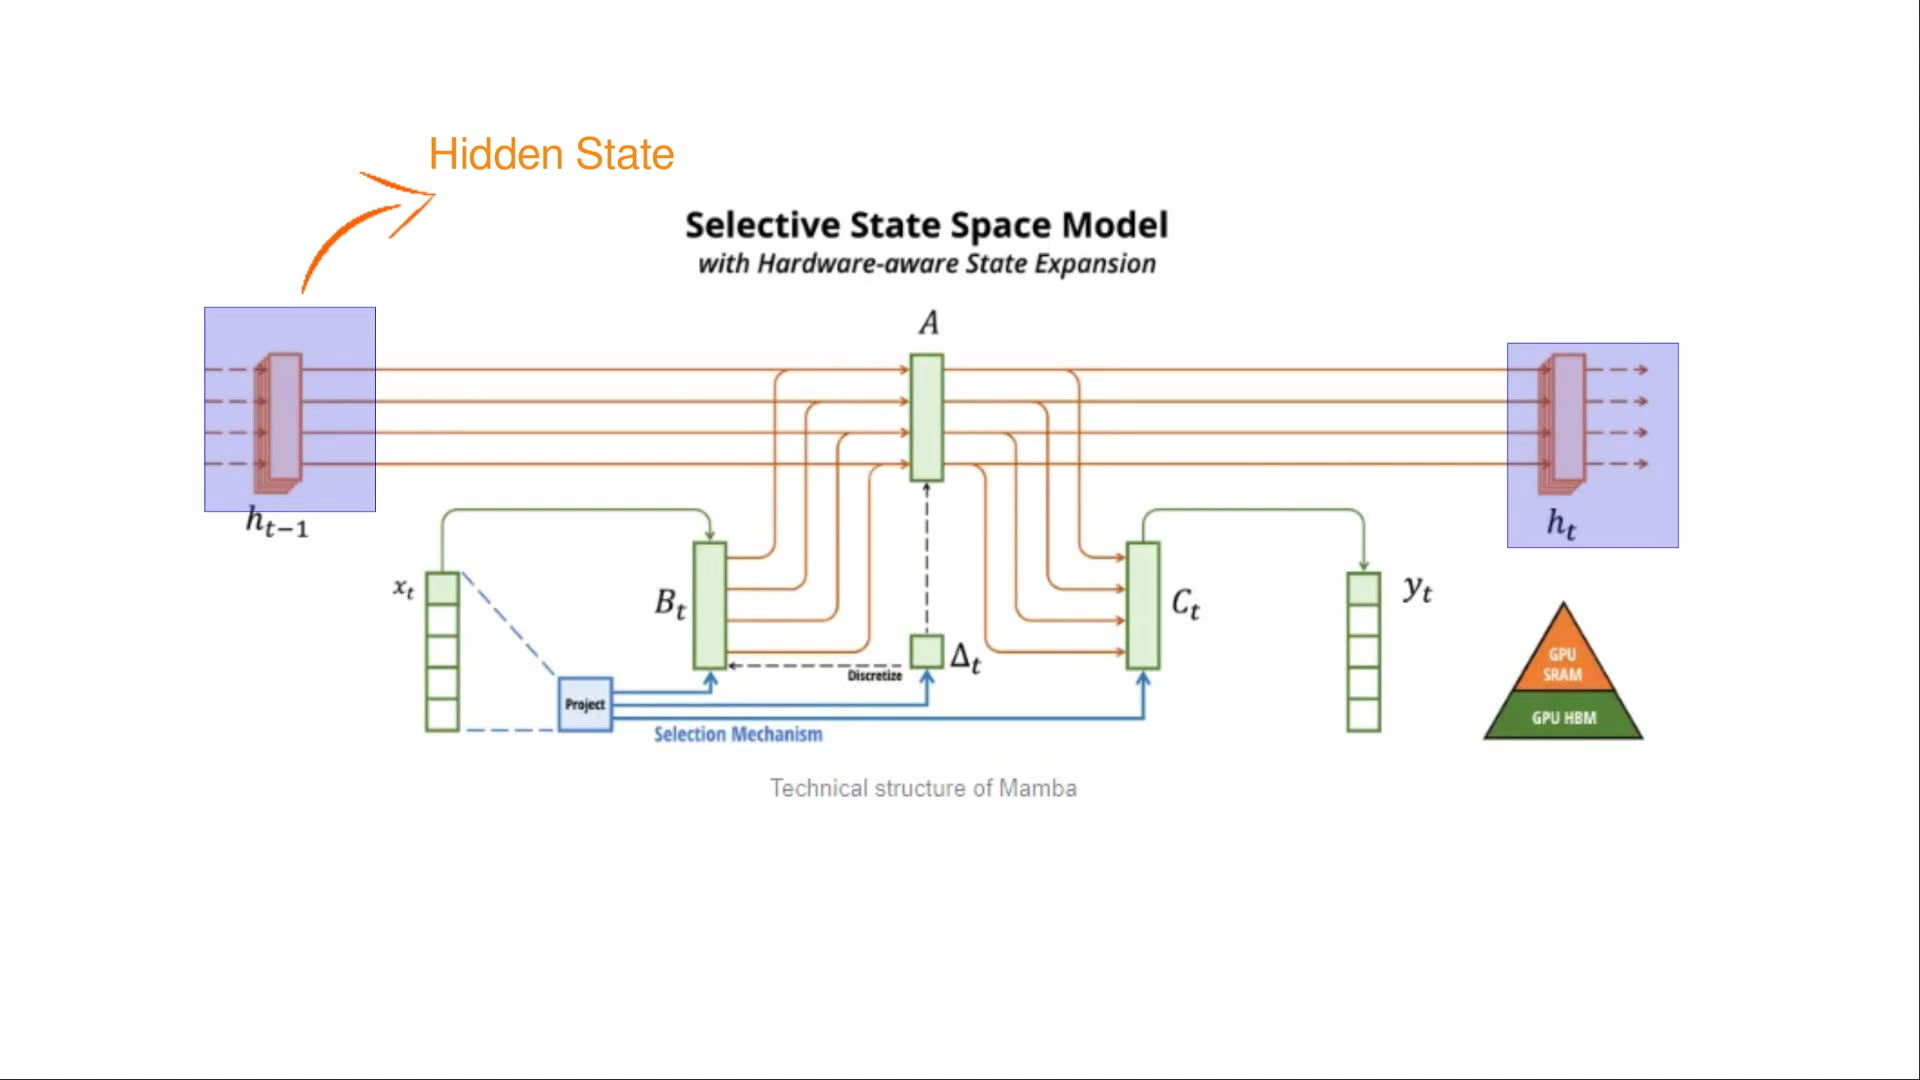 Hidden State
Selective State Space Model
with Hardware-aware State Expansion
A
h_{t-1}
h_t
x_t
B_t
C_t
y_t
Δ_t
Discretize
Project
Selection Mechanism
GPU
SRAM
GPU HBM
Technical structure of Mamba